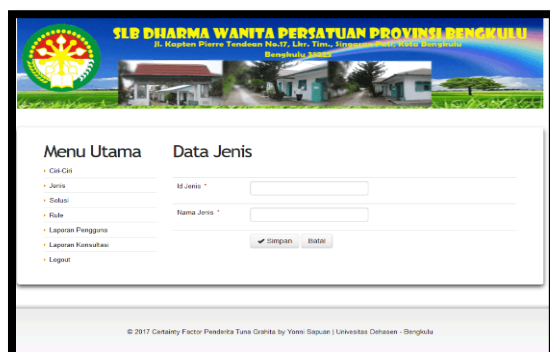 SLB DHARMA WANITA PERSATUAN PROVINSI BENGKULU
Jl. Kapten Pierre Tendean No.17, Lkr. Tim., Singaran Pati, Kota Bengkulu
Bengkulu 38225
Menu Utama
Ciri-Ciri
Jenis
Solusi
Rule
Laporan Pengguna
Laporan Konsultasi
Logout
Data Jenis
Id Jenis *
Nama Jenis *
Simpan Batal
© 2017 Certainty Factor Penderita Tuna Grahita by Yonni Sapuan | Univesitas Dehasen - Bengkulu